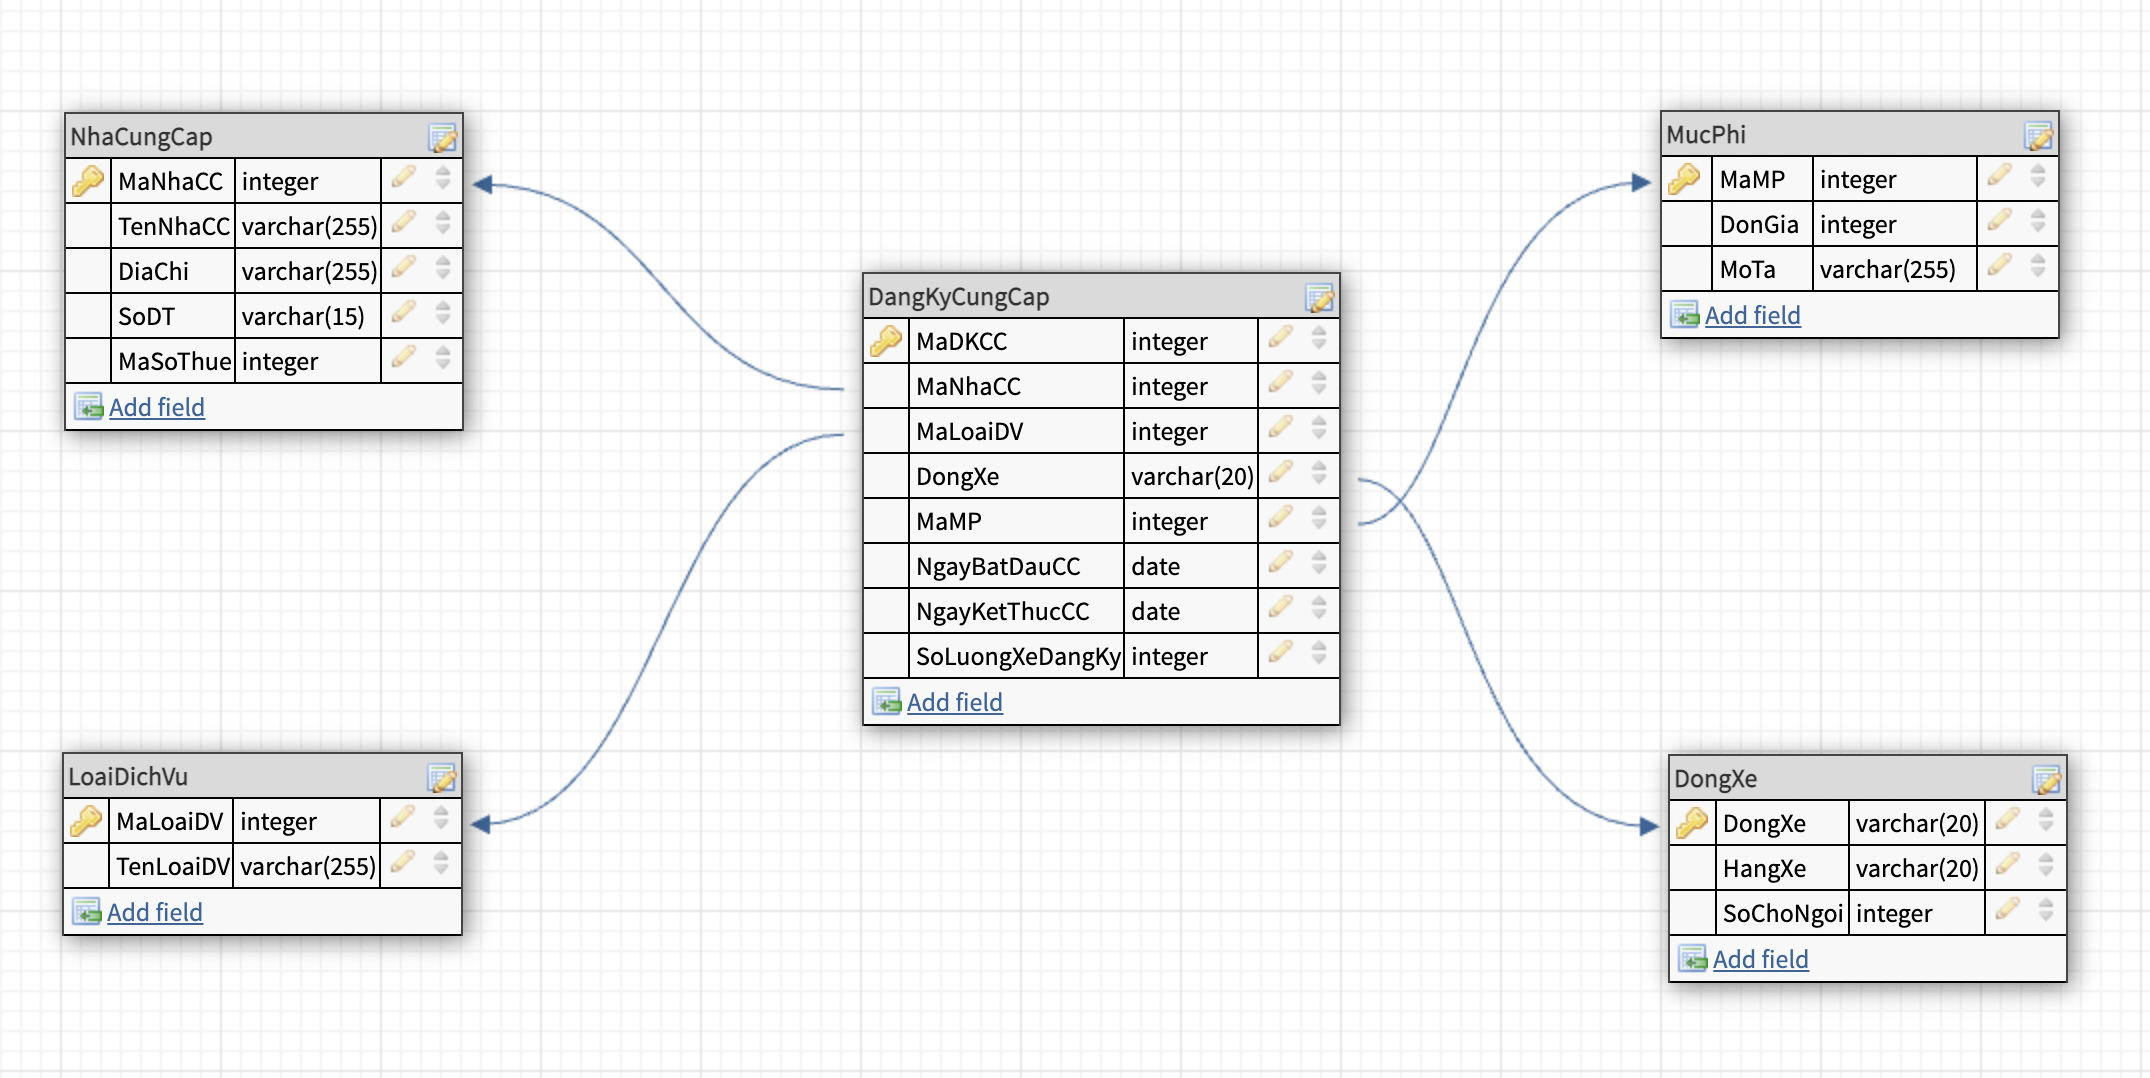 NhaCungCap
MaNhaCC integer
TenNhaCC varchar(255)
DiaChi varchar(255)
SoDT varchar(15)
MaSoThue integer
Add field
LoaiDichVu
MaLoaiDV integer
TenLoaiDV varchar(255)
Add field
DangKyCungCap
MaDKCC integer
MaNhaCC integer
MaLoaiDV integer
DongXe varchar(20)
MaMP integer
NgayBatDauCC date
NgayKetThucCC date
SoLuongXeDangKy integer
Add field
MucPhi
MaMP integer
DonGia integer
MoTa varchar(255)
Add field
DongXe
DongXe varchar(20)
HangXe varchar(20)
SoChoNgoi integer
Add field